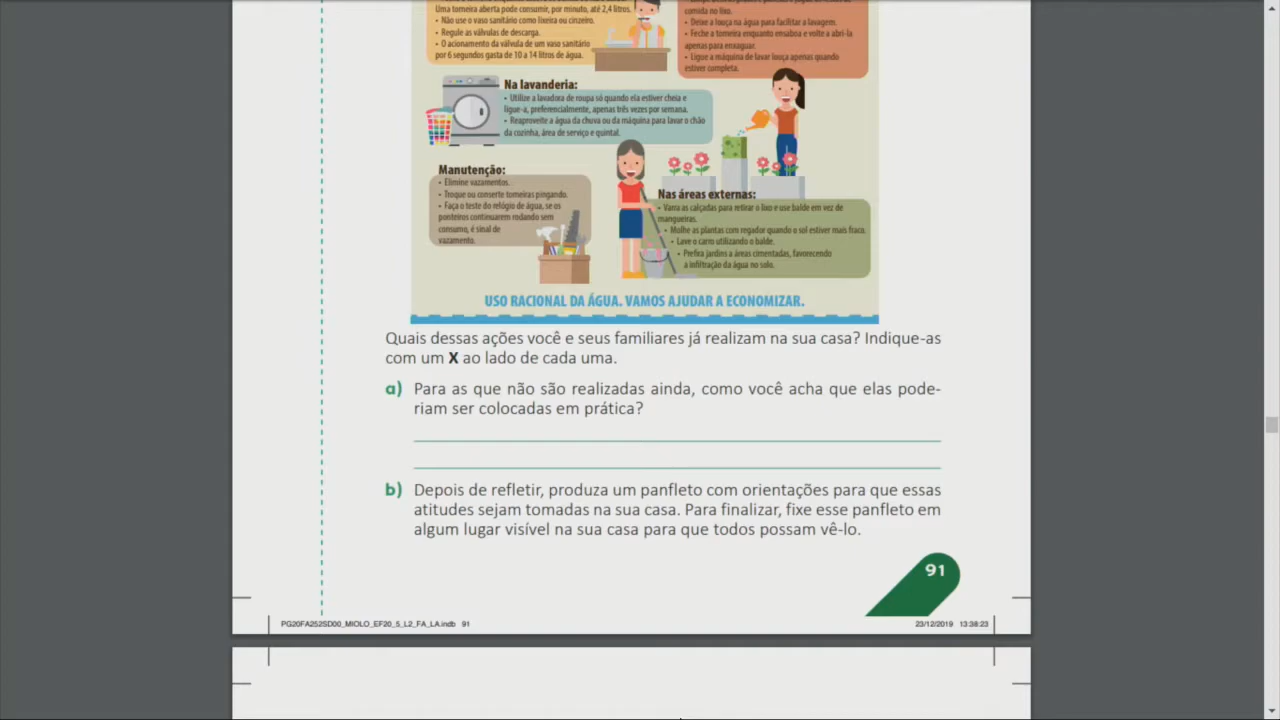 Uma torneira aberta pode consumir, por minuto, até 2,4 litros.
• Não use o vaso sanitário como lixeira ou cinzeiro.
• Regule as válvulas de descarga.
• O acionamento da válvula de um vaso sanitário
por 6 segundos gasta de 10 a 14 litros de água.
comida no lixo.
• Deixe a louça na água para facilitar a lavagem.
• Feche a torneira enquanto ensaboa e volte a abri-la
apenas para enxaguar.
• Ligue a máquina de lavar louça apenas quando
estiver completa.
Na lavanderia:
• Utilize a lavadora de roupa só quando ela estiver cheia e
ligue-a, preferencialmente, apenas três vezes por semana.
• Reaproveite a água da chuva ou da máquina para lavar o chão
da cozinha, área de serviço e quintal.
Manutenção:
• Elimine vazamentos.
• Troque ou conserte torneiras pingando.
• Faça o teste do relógio de água, se os
ponteiros continuarem rodando sem
consumo, é sinal de
vazamento.
Nas áreas externas:
• Varra as calçadas para retirar o lixo e use balde em vez de
mangueiras.
• Molhe as plantas com regador quando o sol estiver mais fraco.
• Lave o carro utilizando o balde.
• Prefira jardins a áreas cimentadas, favorecendo
a infiltração da água no solo.
USO RACIONAL DA ÁGUA. VAMOS AJUDAR A ECONOMIZAR.
Quais dessas ações você e seus familiares já realizam na sua casa? Indique-as
com um X ao lado de cada uma.
a) Para as que não são realizadas ainda, como você acha que elas pode-
riam ser colocadas em prática?
b) Depois de refletir, produza um panfleto com orientações para que essas
atitudes sejam tomadas na sua casa. Para finalizar, fixe esse panfleto em
algum lugar visível na sua casa para que todos possam vê-lo.
91
PG20FA252SD00_MIOLO_EF20_5_L2_FA_LA.indb 91
23/12/2019 13:38:23